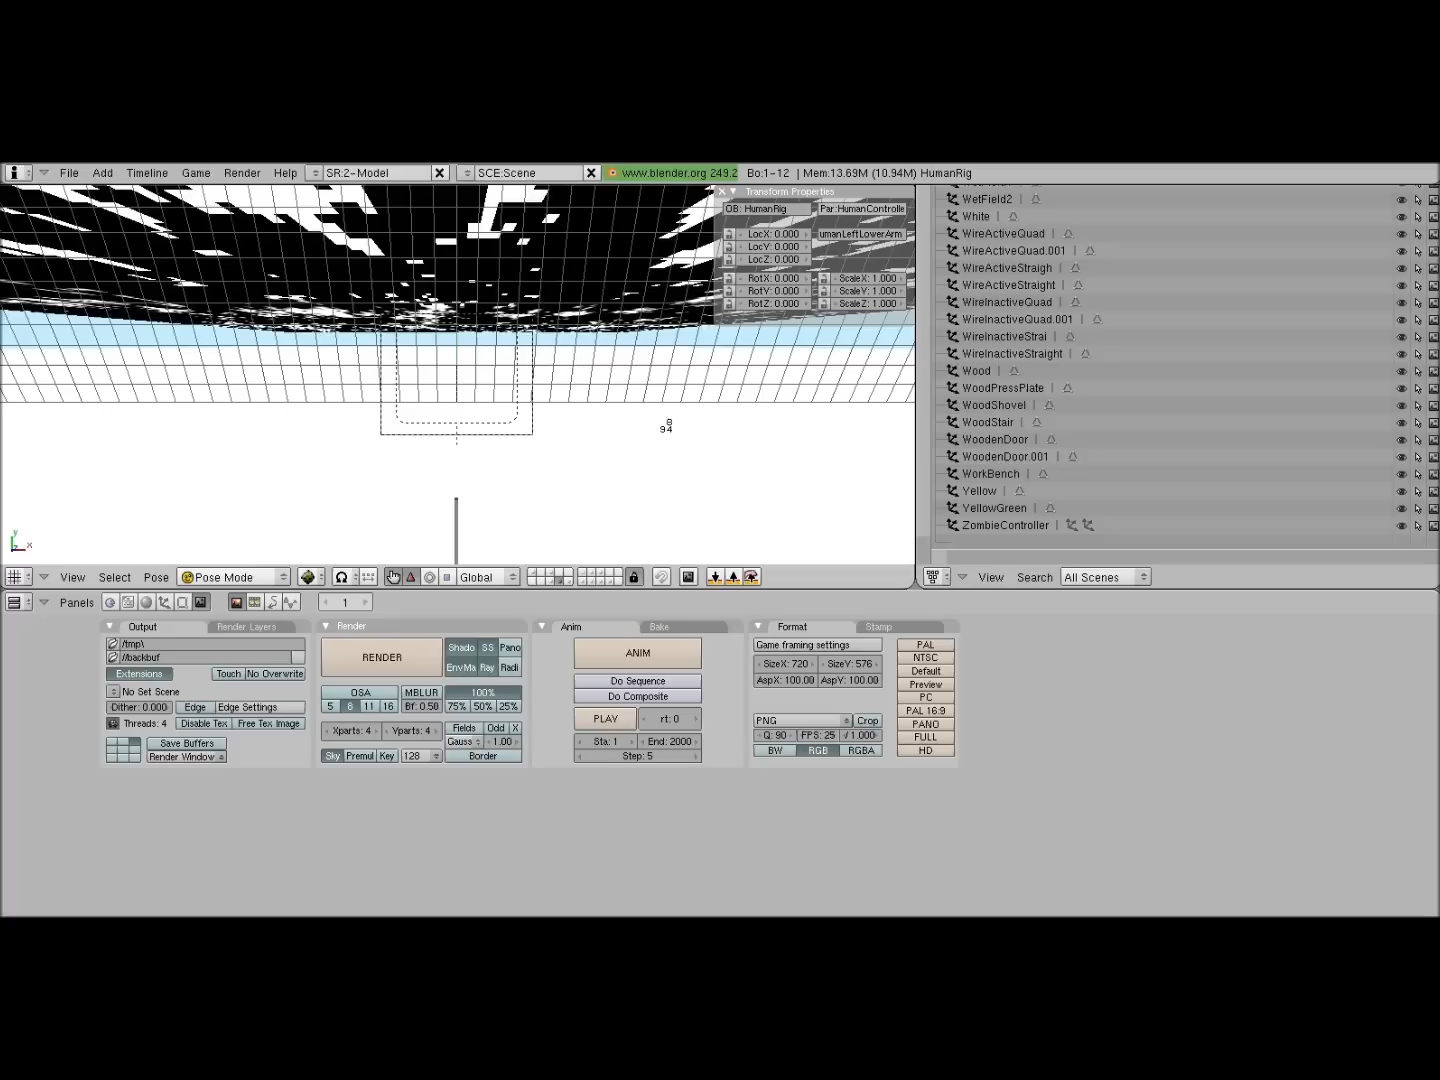 File Add Timeline Game Render Help SR:2-Model SCE:Scene www.blender.org 249.2 Bo:1-12 | Mem:13.69M (10.94M) HumanRig
Transform Properties
OB: HumanRig Par:HumanControlle
LocX: 0.000 umanLeftLowerArm
LocY: 0.000
LocZ: 0.000
RotX: 0.000 ScaleX: 1.000
RotY: 0.000 ScaleY: 1.000
RotZ: 0.000 ScaleZ: 1.000
8
94
y
x
WetField2
White
WireActiveQuad
WireActiveQuad.001
WireActiveStraigh
WireActiveStraight
WireInactiveQuad
WireInactiveQuad.001
WireInactiveStrai
WireInactiveStraight
Wood
WoodPressPlate
WoodShovel
WoodStair
WoodenDoor
WoodenDoor.001
WorkBench
Yellow
YellowGreen
ZombieController
View Select Pose Pose Mode Global
View Search All Scenes
Panels 1
Output Render Layers
/tmp\
//backbuf
Extensions Touch No Overwrite
No Set Scene
Dither: 0.000 Edge Edge Settings
Threads: 4 Disable Tex Free Tex Image
Save Buffers
Render Window
Render
RENDER
Shado SS Pano
EnvMa Ray Radi
OSA MBLUR 100%
5 8 11 16 Bf: 0.50 75% 50% 25%
Xparts: 4 Yparts: 4 Fields Odd X
Gauss 1.00
Sky Premul Key 128 Border
Anim Bake
ANIM
Do Sequence
Do Composite
PLAY rt: 0
Sta: 1 End: 2000
Step: 5
Format Stamp
Game framing settings
SizeX: 720 SizeY: 576
AspX: 100.00 AspY: 100.00
PNG Crop
Q: 90 FPS: 25 /1.000
BW RGB RGBA
PAL
NTSC
Default
Preview
PC
PAL 16:9
PANO
FULL
HD